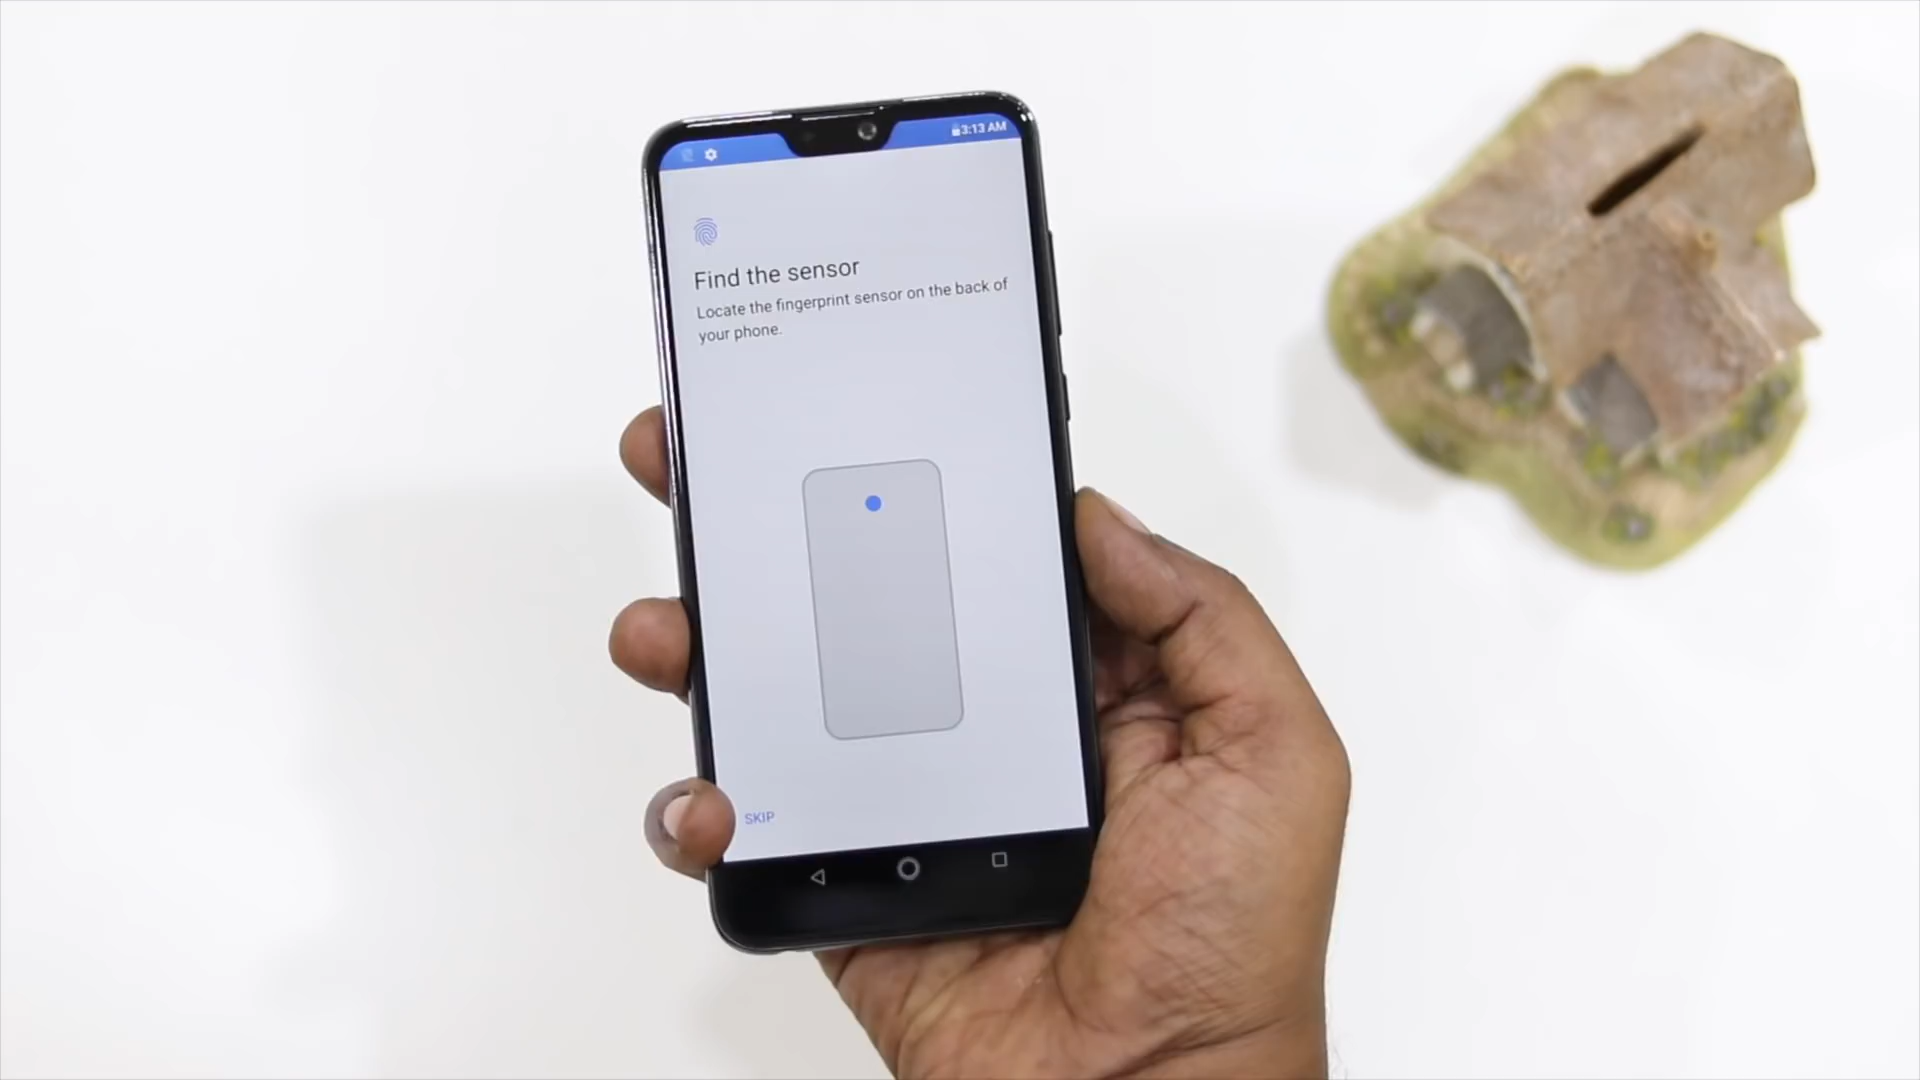 3:13 AM
Find the sensor
Locate the fingerprint sensor on the back of
your phone.
SKIP